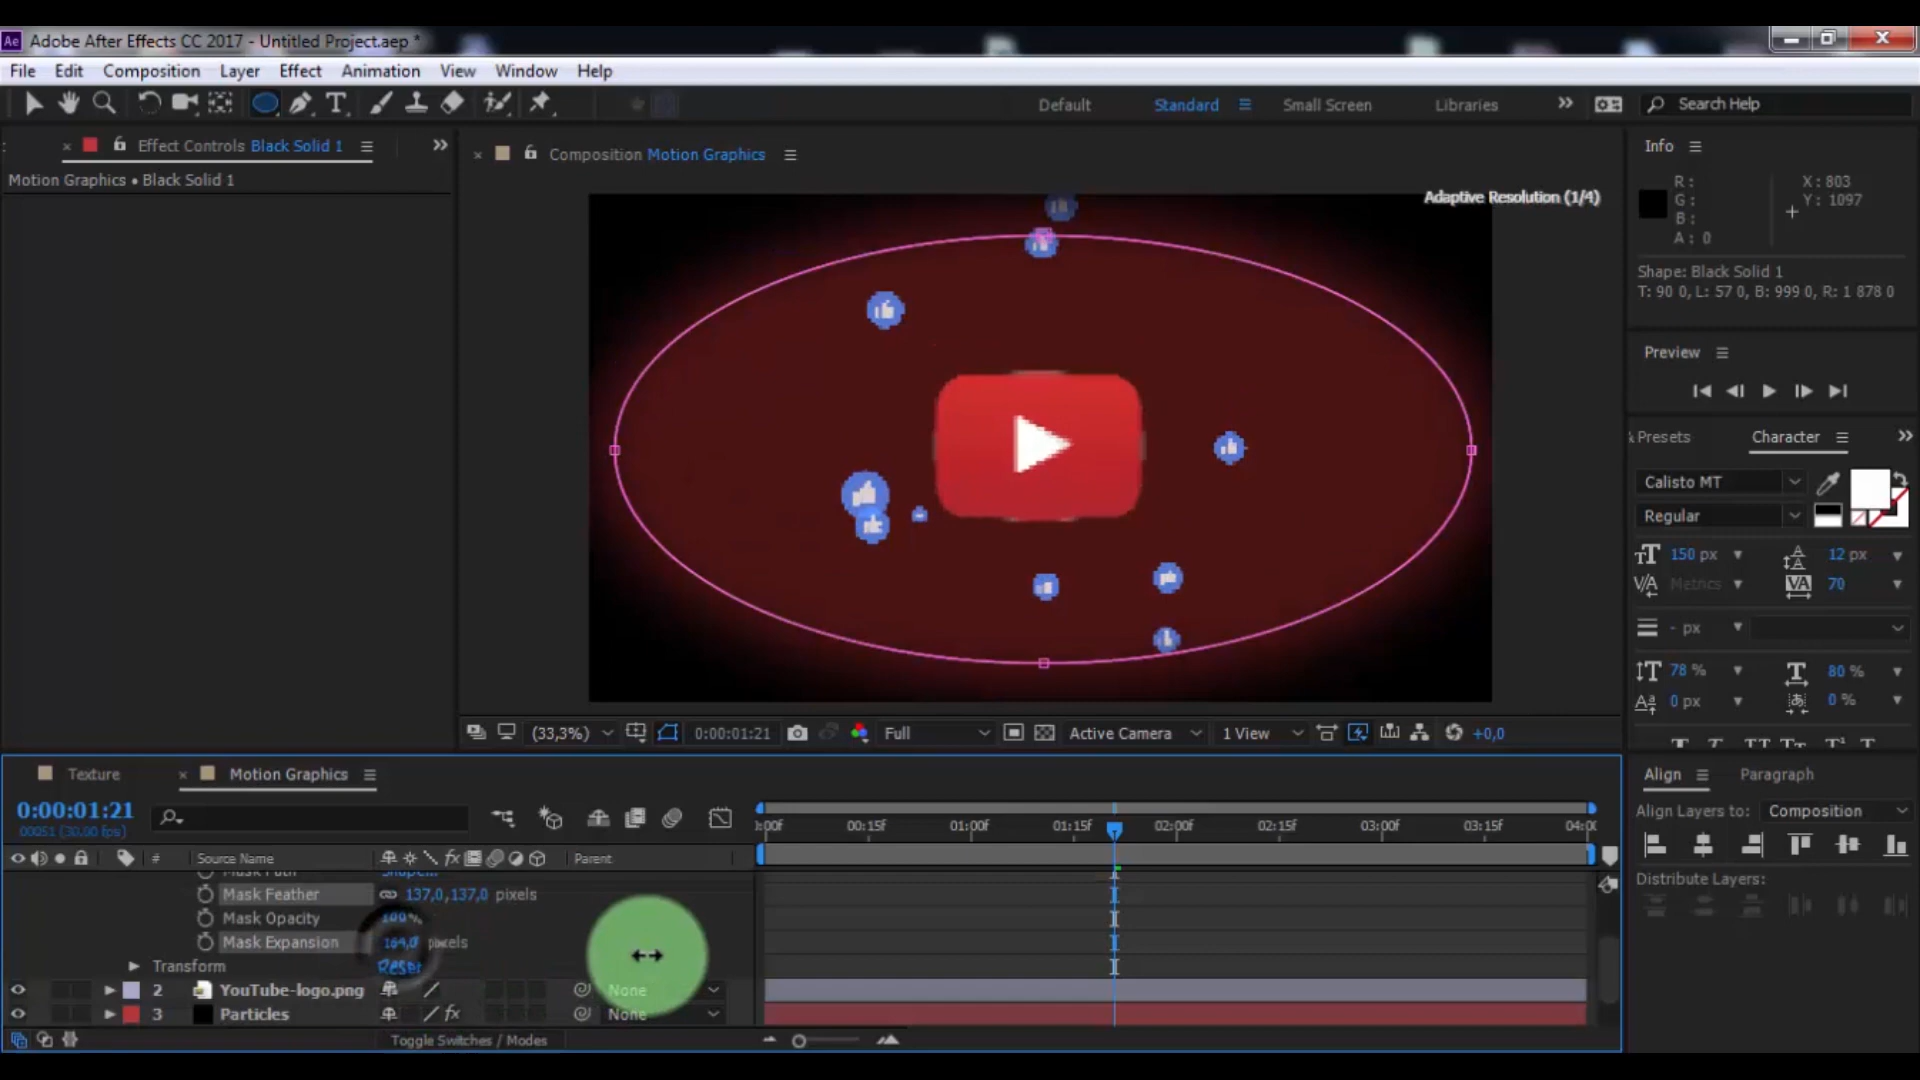 Ae Adobe After Effects CC 2017 - Untitled Project.aep *
File Edit Composition Layer Effect Animation View Window Help
Default Standard Small Screen Libraries Search Help
Effect Controls Black Solid 1
Motion Graphics • Black Solid 1
Composition Motion Graphics
Adaptive Resolution (1/4)
(33,3%) 0:00:01:21 Full Active Camera 1 View +0,0
Info
R: X: 803
G: Y: 1097
B:
A: 0
Shape: Black Solid 1
T: 90 0, L: 57 0, B: 999 0, R: 1 878 0
Preview
Presets Character
Calisto MT
Regular
150 px 12 px
Metrics 70
- px
78 % 80 %
0 px 0 %
Align Paragraph
Align Layers to: Composition
Distribute Layers:
Texture Motion Graphics
0:00:01:21
00051 (30.00 fps)
:00f 00:15f 01:00f 01:15f 02:00f 02:15f 03:00f 03:15f 04:00
# Source Name Parent
Mask Feather 137,0,137,0 pixels
Mask Opacity 100%
Mask Expansion 164,0 pixels
Transform Reset
2 YouTube-logo.png None
3 Particles None
Toggle Switches / Modes